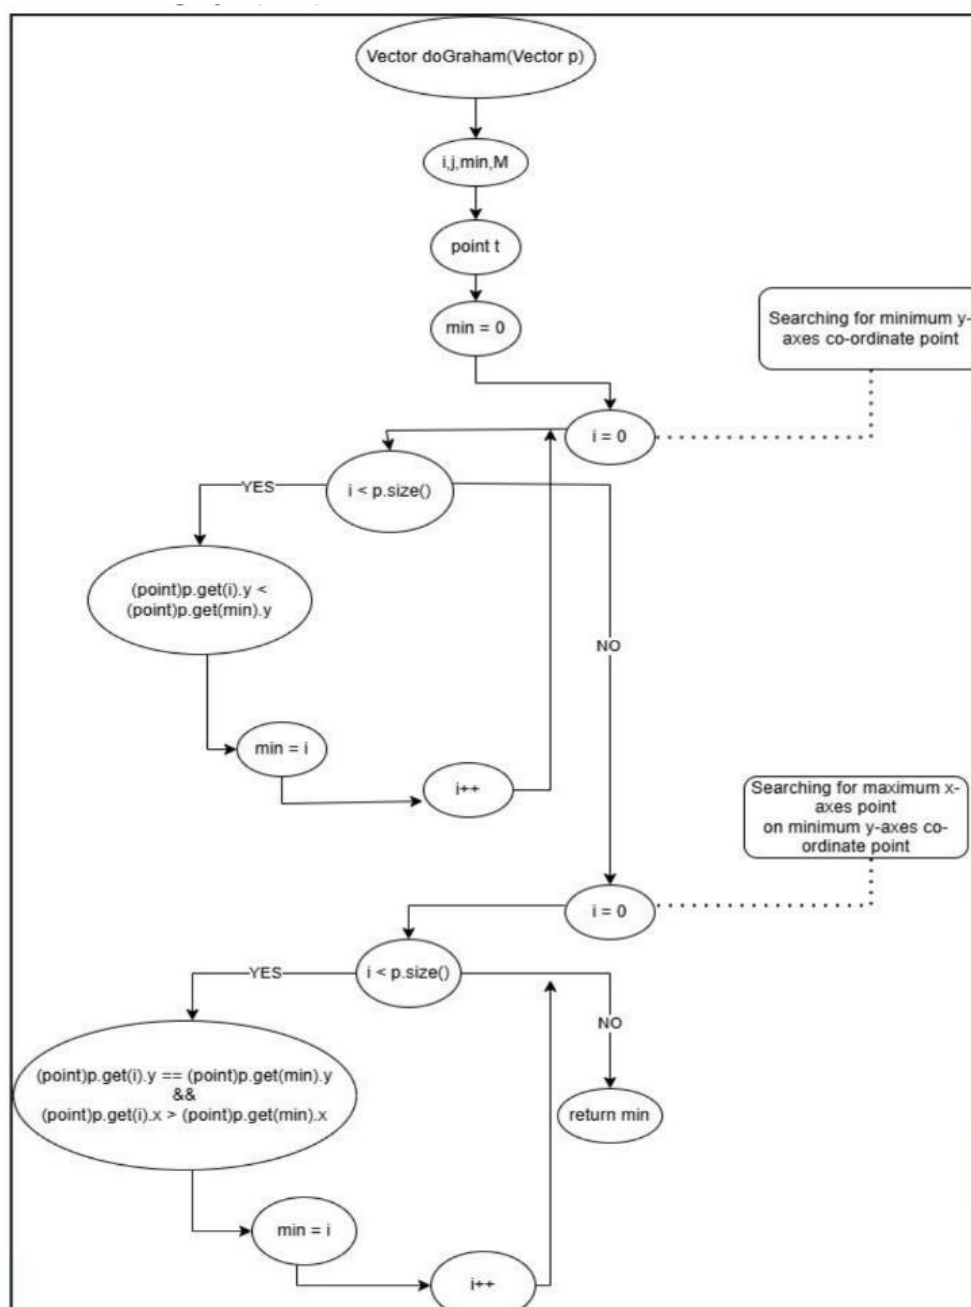 Vector doGraham(Vector p)
i,j,min,M
point t
min = 0
Searching for minimum y-
axes co-ordinate point
i = 0
i < p.size()
YES
(point)p.get(i).y <
(point)p.get(min).y
NO
min = i
i++
Searching for maximum x-
axes point
on minimum y-axes co-
ordinate point
i = 0
i < p.size()
YES
NO
(point)p.get(i).y == (point)p.get(min).y
&&
(point)p.get(i).x > (point)p.get(min).x
return min
min = i
i++